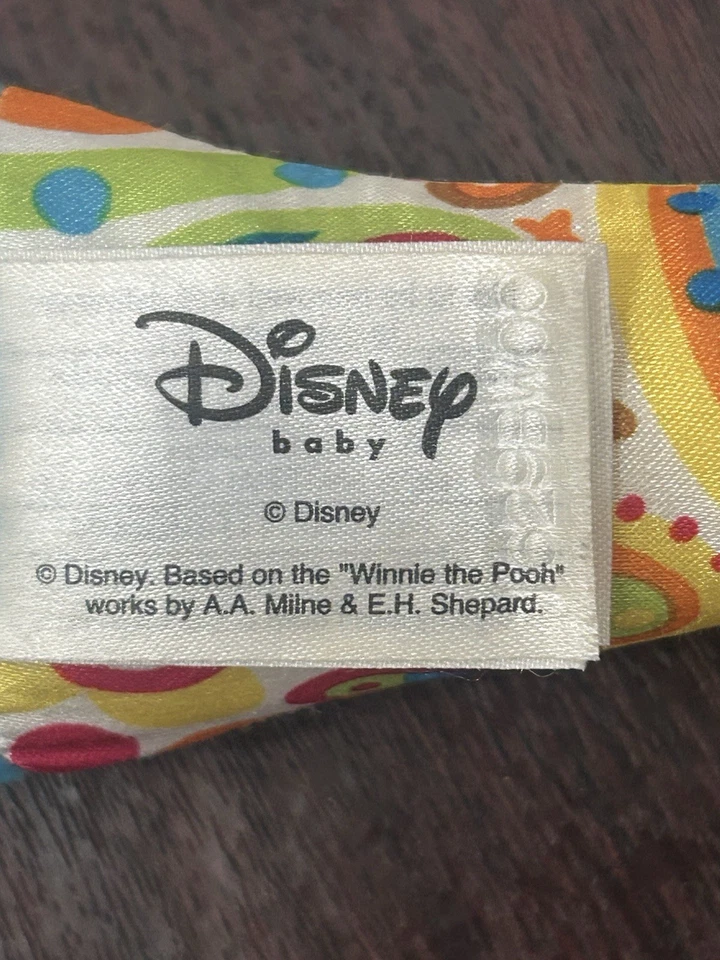 Disney
baby
© Disney
© Disney. Based on the "Winnie the Pooh"
works by A.A. Milne & E.H. Shepard.